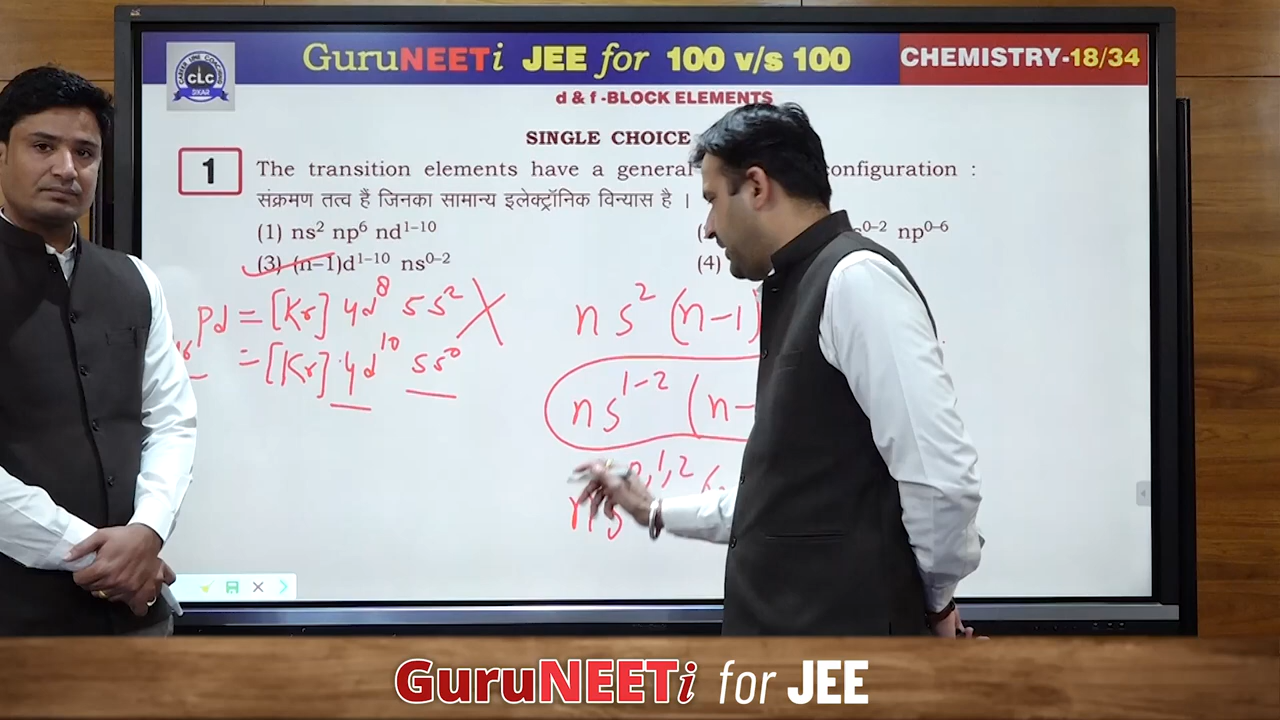 GuruNEETi JEE for 100 v/s 100
CHEMISTRY-18/34
CLC
SIKAR
d & f -BLOCK ELEMENTS
SINGLE CHOICE
1
The transition elements have a general configuration :
संक्रमण तत्व हैं जिनका सामान्य इलेक्ट्रॉनिक विन्यास है ।
(1) ns² np⁶ nd¹⁻¹⁰
⁰⁻² np⁰⁻⁶
(3) (n–1)d¹⁻¹⁰ ns⁰⁻²
(4)
Pd = [Kr] 4d⁸ 5s²
= [Kr] 4d¹⁰ 5s⁰
ns² (n-1)
ns¹⁻² (n-
GuruNEETi for JEE